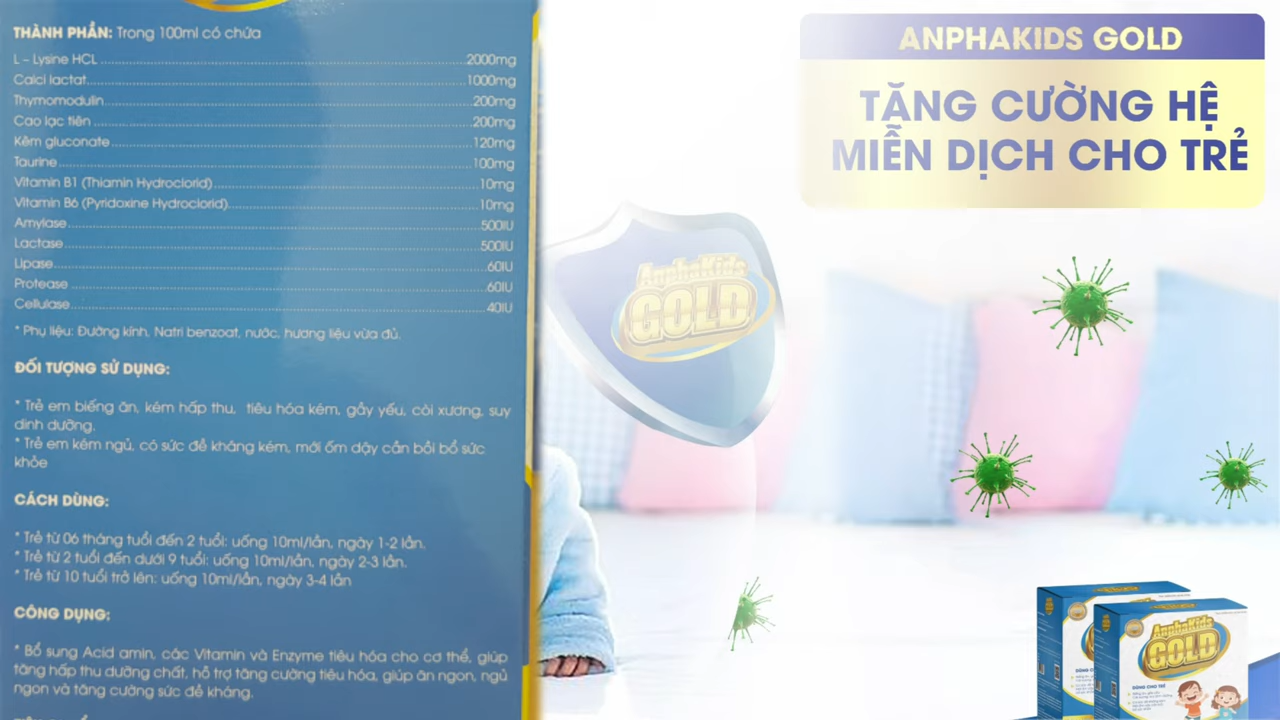 THÀNH PHẦN: Trong 100ml có chứa
L – Lysine HCL 2000mg
Calci lactat 1000mg
Thymomodulin 200mg
Cao lạc tiên 200mg
Kẽm gluconate 120mg
Taurine 100mg
Vitamin B1 (Thiamin Hydroclorid) 10mg
Vitamin B6 (Pyridoxine Hydroclorid) 10mg
Amylase 500IU
Lactase 500IU
Lipase 60IU
Protease 60IU
Cellulase 40IU
* Phụ liệu: Đường kính, Natri benzoat, nước, hương liệu vừa đủ.
ĐỐI TƯỢNG SỬ DỤNG:
* Trẻ em biếng ăn, kém hấp thu, tiêu hóa kém, gầy yếu, còi xương, suy
dinh dưỡng.
* Trẻ em kém ngủ, có sức đề kháng kém, mới ốm dậy cần bồi bổ sức
khỏe
CÁCH DÙNG:
* Trẻ từ 06 tháng tuổi đến 2 tuổi: uống 10ml/lần, ngày 1-2 lần.
* Trẻ từ 2 tuổi đến dưới 9 tuổi: uống 10ml/lần, ngày 2-3 lần.
* Trẻ từ 10 tuổi trở lên: uống 10ml/lần, ngày 3-4 lần
CÔNG DỤNG:
* Bổ sung Acid amin, các Vitamin và Enzyme tiêu hóa cho cơ thể, giúp
tăng hấp thu dưỡng chất, hỗ trợ tăng cường tiêu hóa, giúp ăn ngon, ngủ
ngon và tăng cường sức đề kháng.
ANPHAKIDS GOLD
TĂNG CƯỜNG HỆ
MIỄN DỊCH CHO TRẺ
AnphaKids
GOLD
AnphaKids
GOLD
DÙNG CHO TRẺ